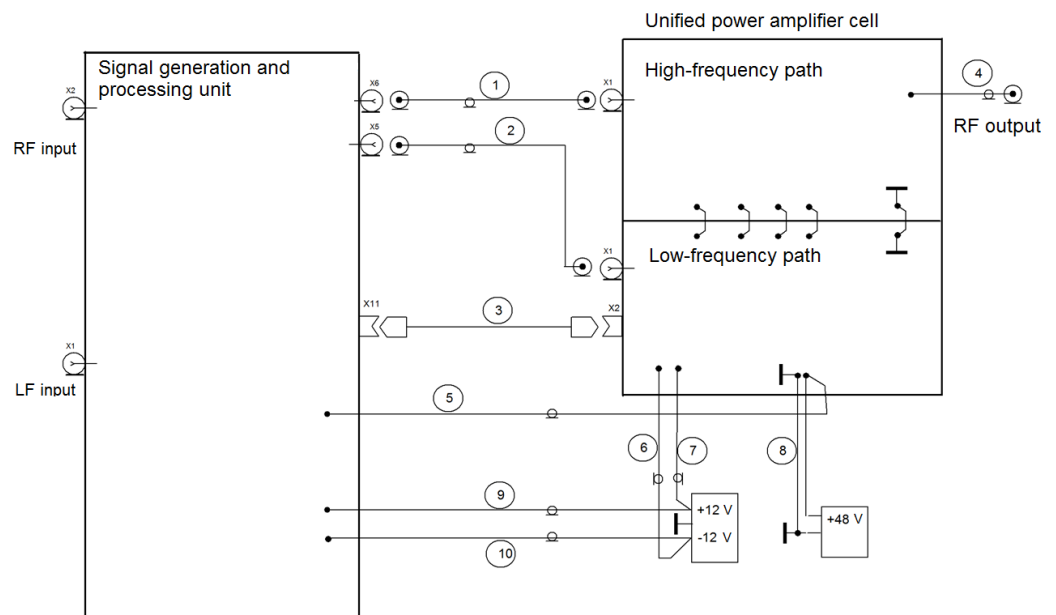 Unified power amplifier cell
Signal generation and
processing unit
High-frequency path
X2
X6
1
X1
4
X5
2
RF input
RF output
Low-frequency path
X1
X11
3
X2
X1
LF input
5
6
7
8
9
+12 V
-12 V
+48 V
10